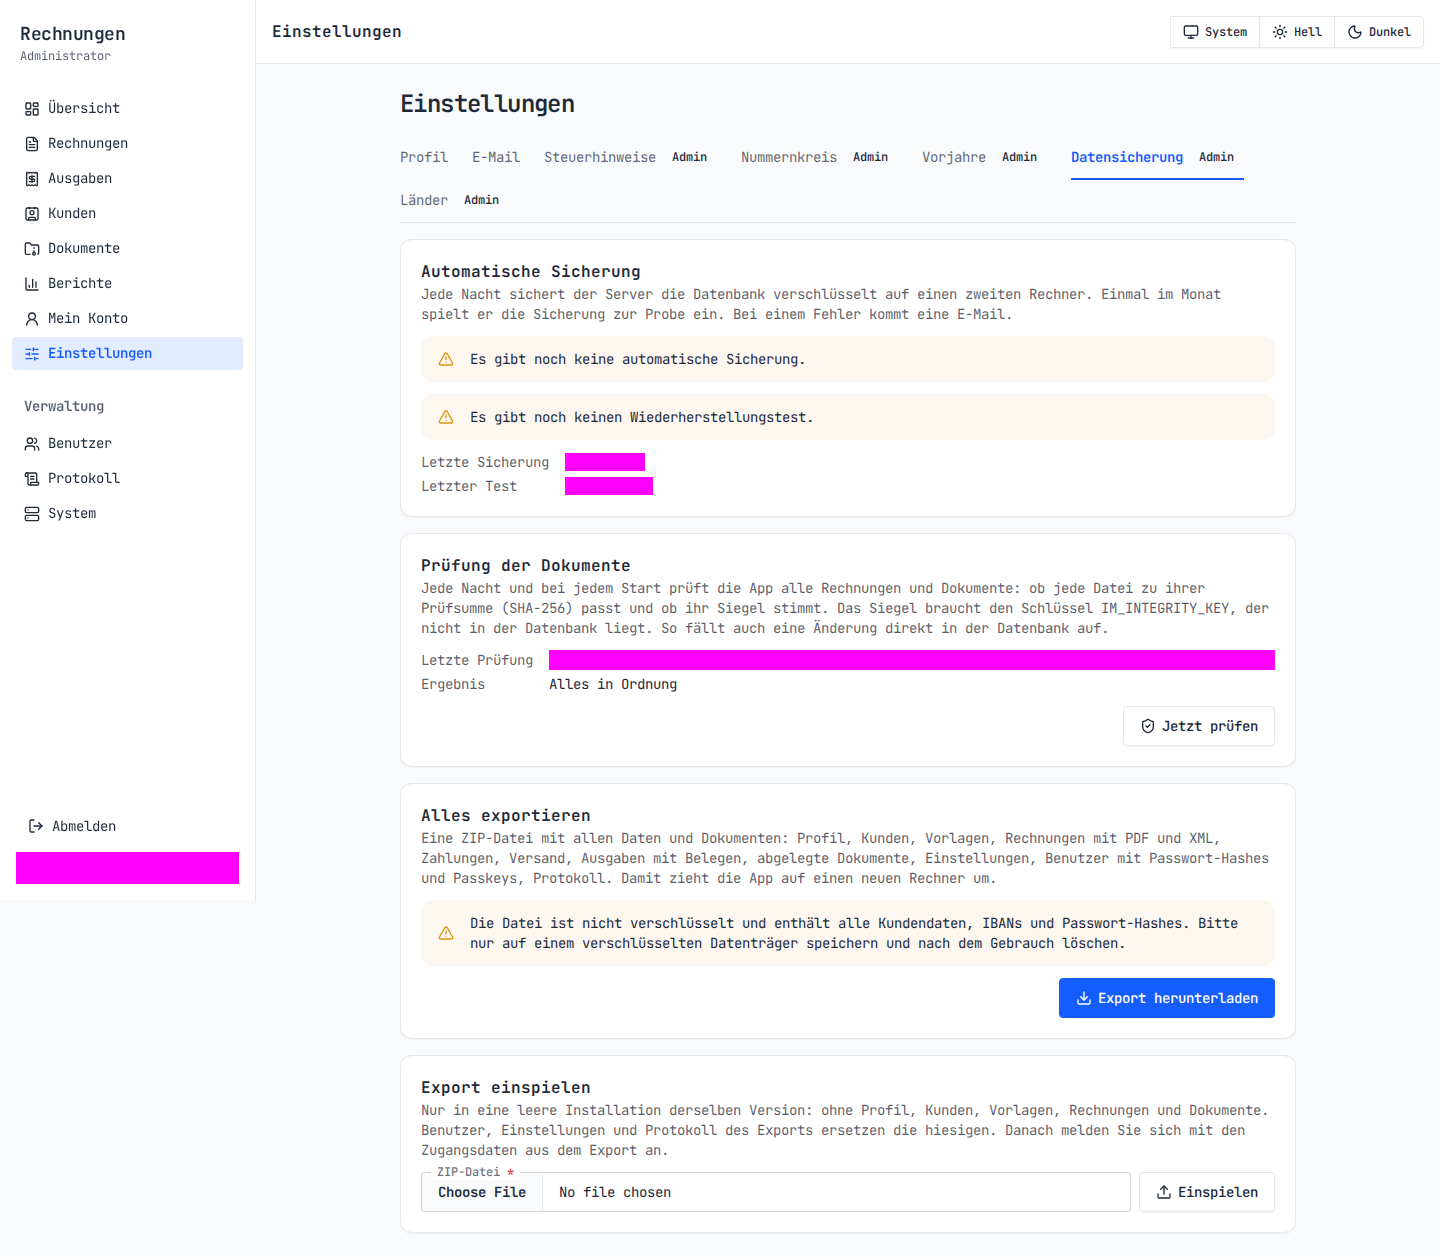 Rechnungen
Administrator
Übersicht
Rechnungen
Ausgaben
Kunden
Dokumente
Berichte
Mein Konto
Einstellungen
Verwaltung
Benutzer
Protokoll
System
Abmelden
Einstellungen
System
Hell
Dunkel
Einstellungen
Profil
E-Mail
Steuerhinweise Admin
Nummernkreis Admin
Vorjahre Admin
Datensicherung Admin
Länder Admin
Automatische Sicherung
Jede Nacht sichert der Server die Datenbank verschlüsselt auf einen zweiten Rechner. Einmal im Monat
spielt er die Sicherung zur Probe ein. Bei einem Fehler kommt eine E-Mail.
Es gibt noch keine automatische Sicherung.
Es gibt noch keinen Wiederherstellungstest.
Letzte Sicherung
Letzter Test
Prüfung der Dokumente
Jede Nacht und bei jedem Start prüft die App alle Rechnungen und Dokumente: ob jede Datei zu ihrer
Prüfsumme (SHA-256) passt und ob ihr Siegel stimmt. Das Siegel braucht den Schlüssel IM_INTEGRITY_KEY, der
nicht in der Datenbank liegt. So fällt auch eine Änderung direkt in der Datenbank auf.
Letzte Prüfung
Ergebnis Alles in Ordnung
Jetzt prüfen
Alles exportieren
Eine ZIP-Datei mit allen Daten und Dokumenten: Profil, Kunden, Vorlagen, Rechnungen mit PDF und XML,
Zahlungen, Versand, Ausgaben mit Belegen, abgelegte Dokumente, Einstellungen, Benutzer mit Passwort-Hashes
und Passkeys, Protokoll. Damit zieht die App auf einen neuen Rechner um.
Die Datei ist nicht verschlüsselt und enthält alle Kundendaten, IBANs und Passwort-Hashes. Bitte
nur auf einem verschlüsselten Datenträger speichern und nach dem Gebrauch löschen.
Export herunterladen
Export einspielen
Nur in eine leere Installation derselben Version: ohne Profil, Kunden, Vorlagen, Rechnungen und Dokumente.
Benutzer, Einstellungen und Protokoll des Exports ersetzen die hiesigen. Danach melden Sie sich mit den
Zugangsdaten aus dem Export an.
ZIP-Datei *
Choose File No file chosen
Einspielen